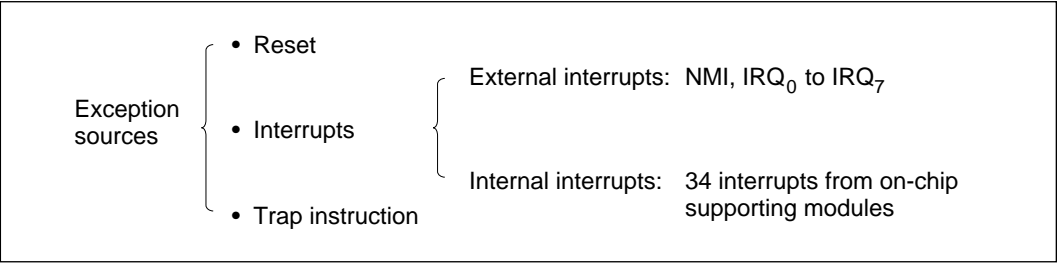 • Reset
External interrupts: NMI, IRQ0 to IRQ7
Exception
sources
• Interrupts
Internal interrupts: 34 interrupts from on-chip
supporting modules
• Trap instruction